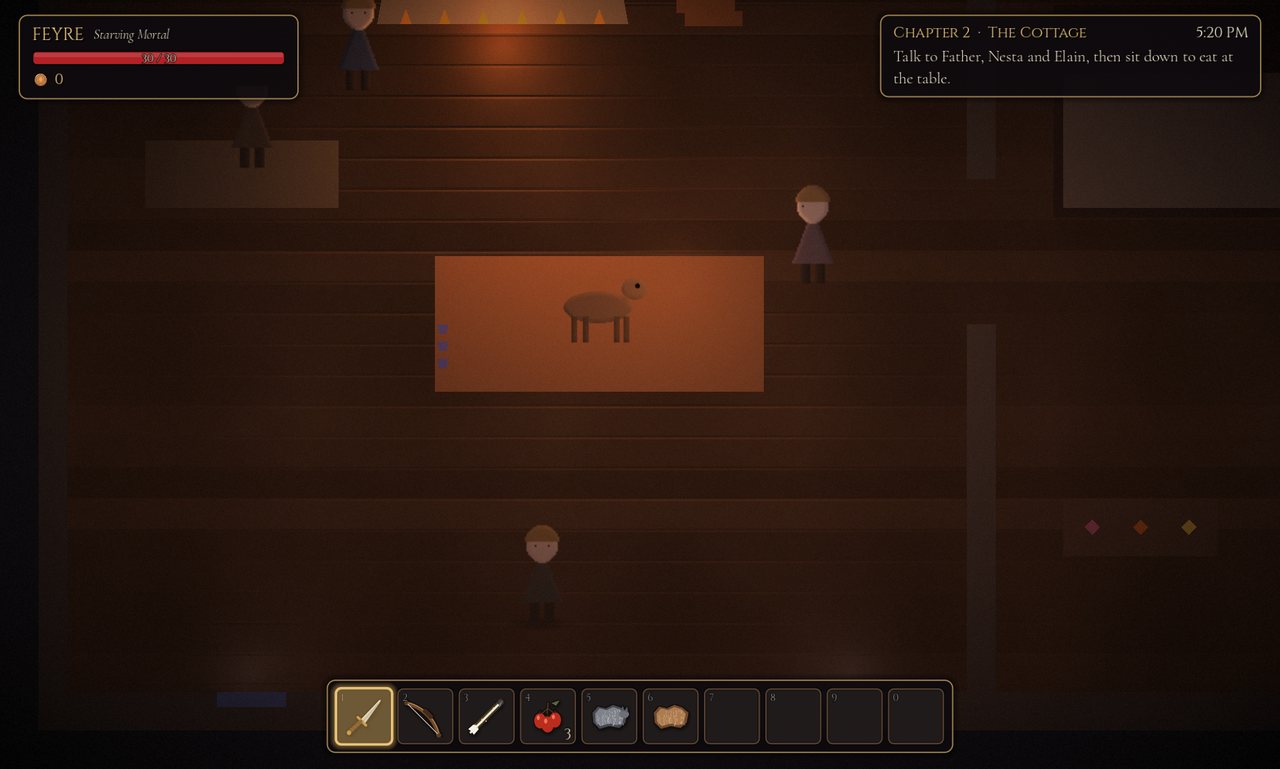 FEYRE Starving Mortal
30 / 30
0
CHAPTER 2 · THE COTTAGE 5:20 PM
Talk to Father, Nesta and Elain, then sit down to eat at
the table.
1 2 3 4 5 6 7 8 9 0
3